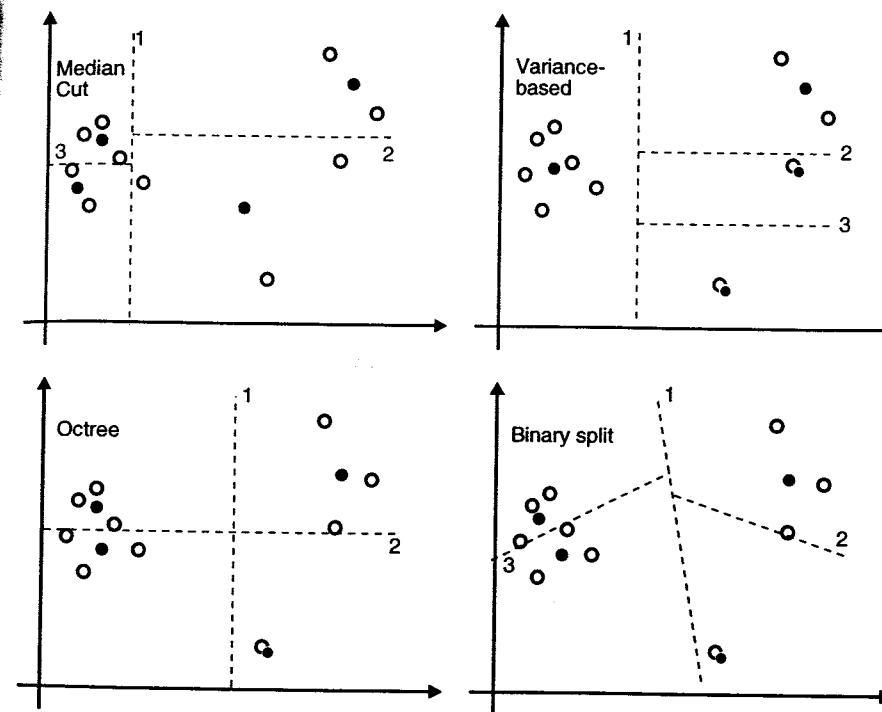 1
Median
Cut
3
2
1
Variance-
based
2
3
1
Octree
2
1
Binary split
2
3